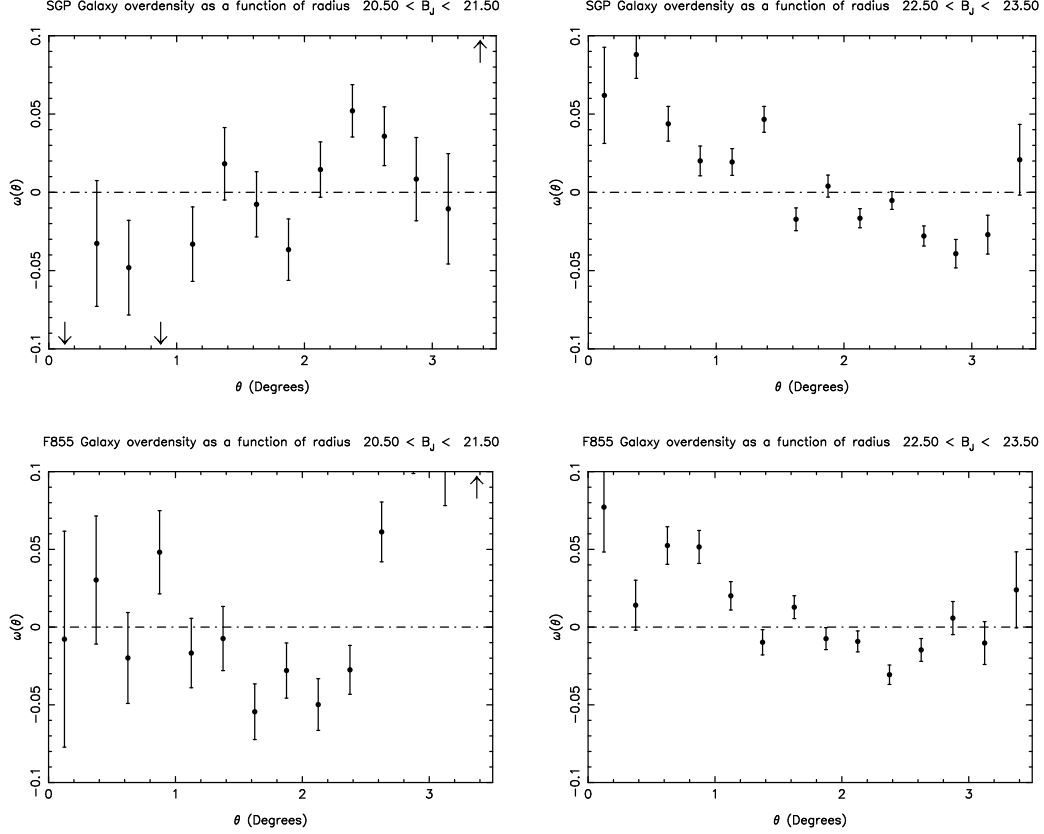 SGP Galaxy overdensity as a function of radius 20.50 < BJ < 21.50
0.1
0.05
0
−0.05
−0.1
ω(θ)
0 1 2 3
θ (Degrees)
SGP Galaxy overdensity as a function of radius 22.50 < BJ < 23.50
0.1
0.05
0
−0.05
−0.1
ω(θ)
0 1 2 3
θ (Degrees)
F855 Galaxy overdensity as a function of radius 20.50 < BJ < 21.50
0.1
0.05
0
−0.05
−0.1
ω(θ)
0 1 2 3
θ (Degrees)
F855 Galaxy overdensity as a function of radius 22.50 < BJ < 23.50
0.1
0.05
0
−0.05
−0.1
ω(θ)
0 1 2 3
θ (Degrees)